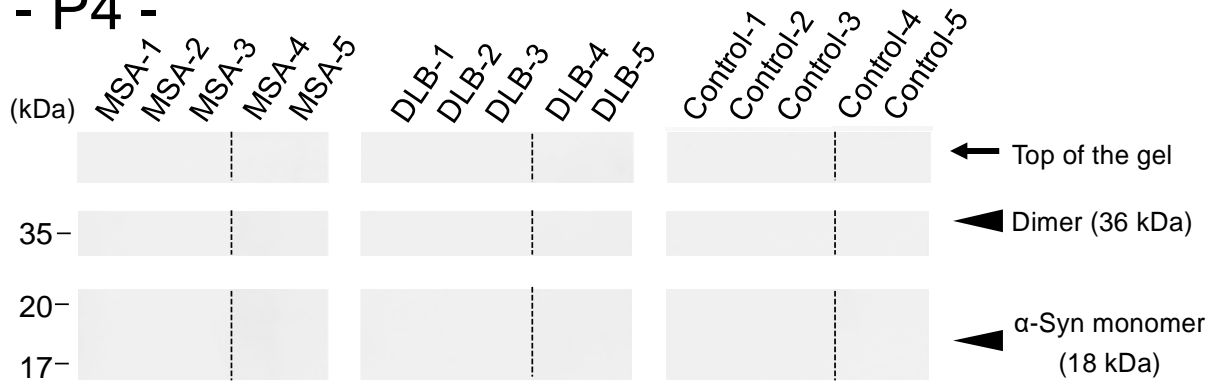 - P4 -
MSA-1
MSA-2
MSA-3
MSA-4
MSA-5
DLB-1
DLB-2
DLB-3
DLB-4
DLB-5
Control-1
Control-2
Control-3
Control-4
Control-5
(kDa)
Top of the gel
35
Dimer (36 kDa)
20
α-Syn monomer
(18 kDa)
17